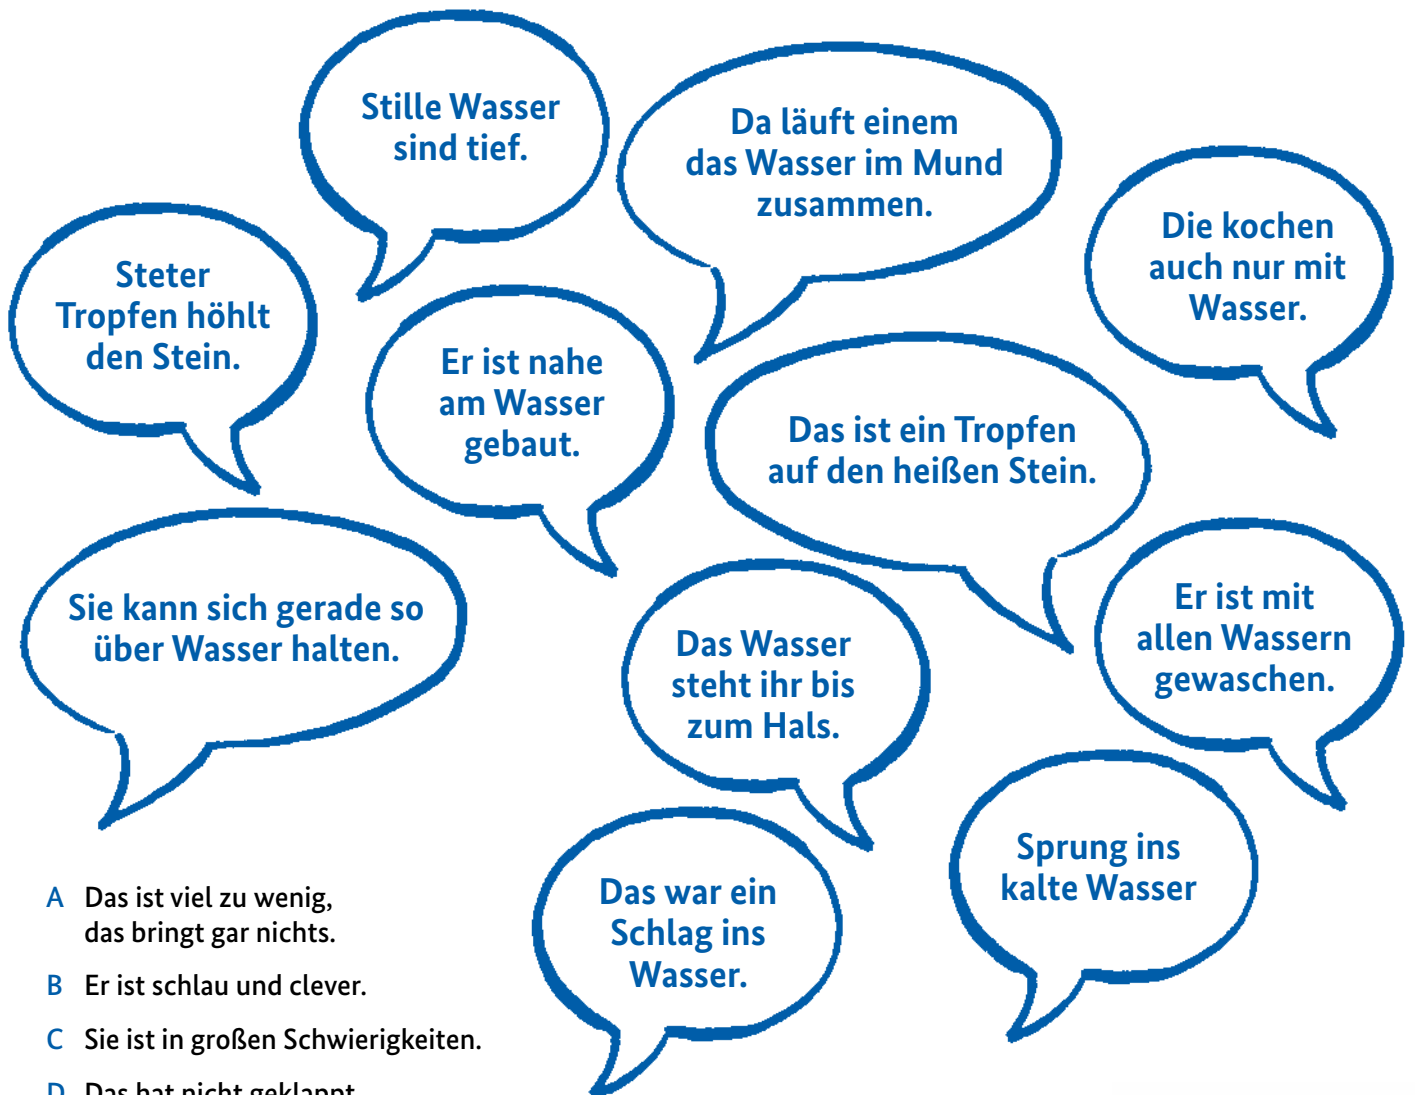 Stille Wasser
sind tief.
Da läuft einem
das Wasser im Mund
zusammen.
Die kochen
auch nur mit
Wasser.
Steter
Tropfen höhlt
den Stein.
Er ist nahe
am Wasser
gebaut.
Das ist ein Tropfen
auf den heißen Stein.
Sie kann sich gerade so
über Wasser halten.
Das Wasser
steht ihr bis
zum Hals.
Er ist mit
allen Wassern
gewaschen.
Das war ein
Schlag ins
Wasser.
Sprung ins
kalte Wasser
A Das ist viel zu wenig,
das bringt gar nichts.
B Er ist schlau und clever.
C Sie ist in großen Schwierigkeiten.
D Das hat nicht geklappt